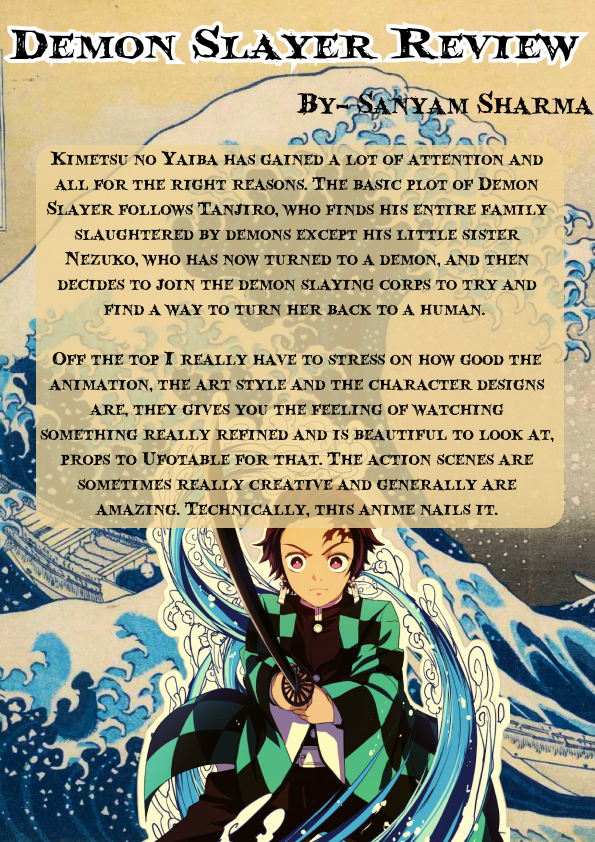 Demon Slayer Review
By- Sanyam Sharma
Kimetsu no Yaiba has gained a lot of attention and
all for the right reasons. The basic plot of Demon
Slayer follows Tanjiro, who finds his entire family
slaughtered by demons except his little sister
Nezuko, who has now turned to a demon, and then
decides to join the demon slaying corps to try and
find a way to turn her back to a human.
Off the top I really have to stress on how good the
animation, the art style and the character designs
are, they gives you the feeling of watching
something really refined and is beautiful to look at,
props to Ufotable for that. The action scenes are
sometimes really creative and generally are
amazing. Technically, this anime nails it.